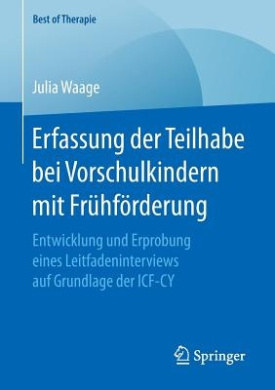 Best of Therapie
Julia Waage
Erfassung der Teilhabe
bei Vorschulkindern
mit Frühförderung
Entwicklung und Erprobung
eines Leitfadeninterviews
auf Grundlage der ICF-CY
Springer